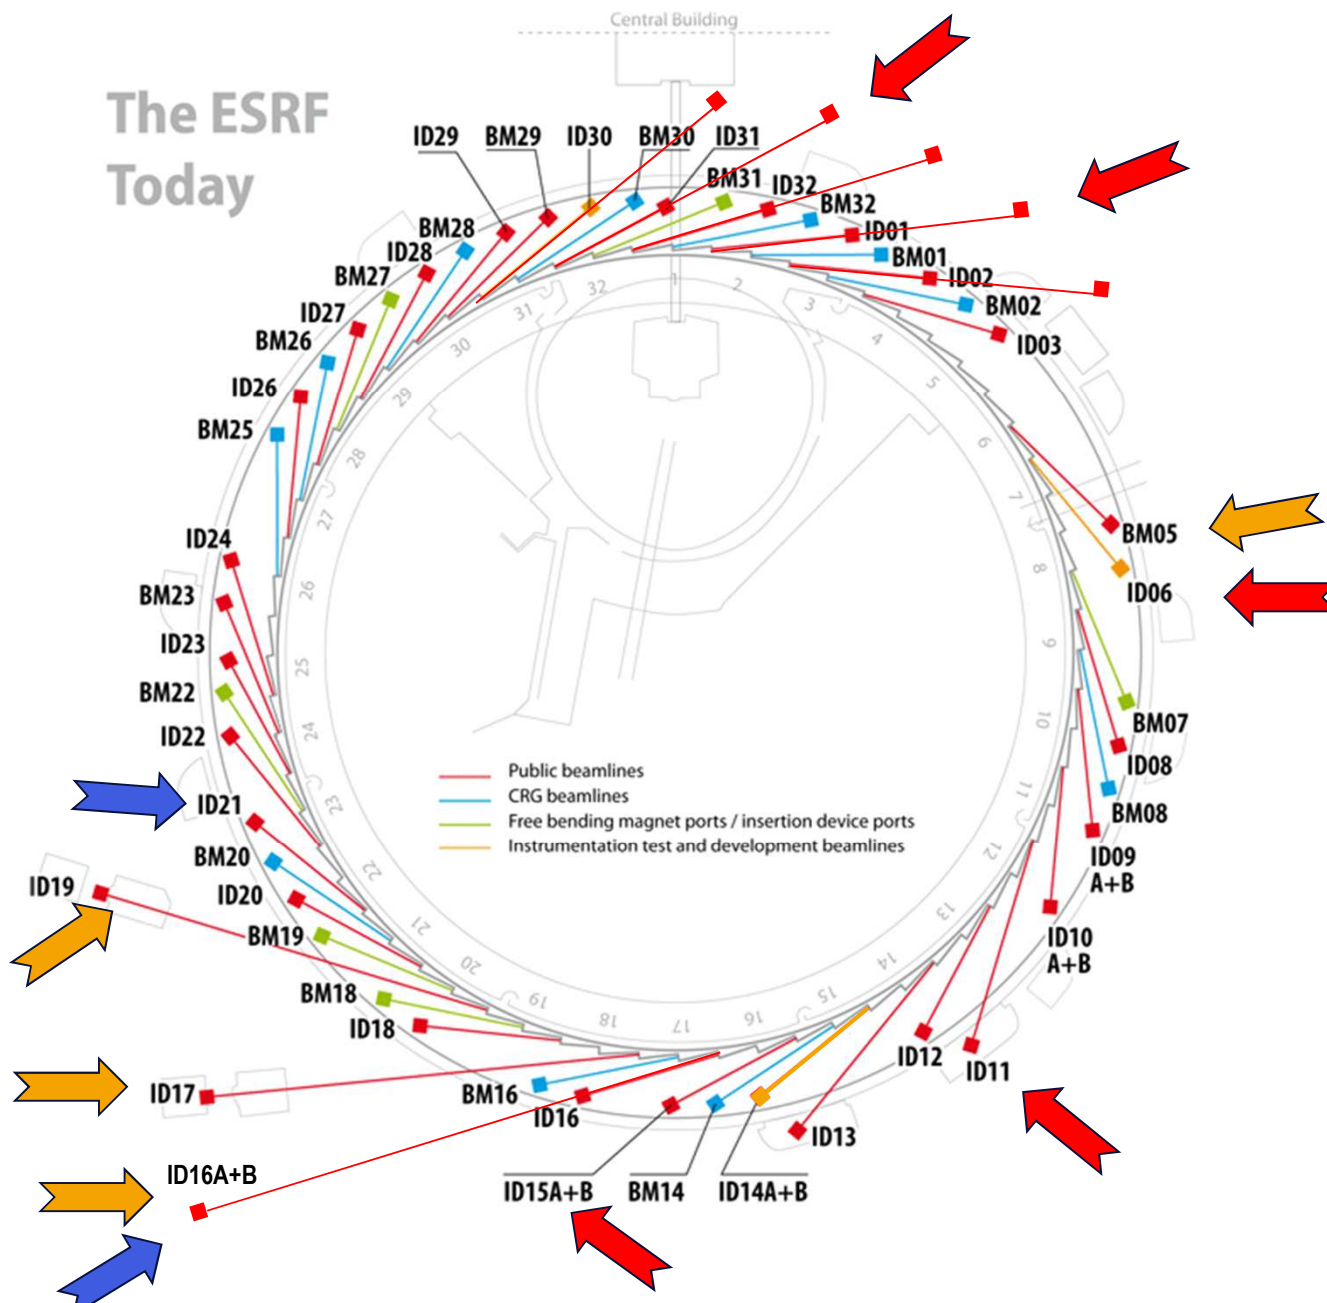 Central Building
The ESRF
Today
ID29
BM29
ID30
BM30
ID31
BM31
ID32
BM32
ID01
BM01
ID02
BM02
ID03
BM28
ID28
BM27
ID27
BM26
ID26
BM25
ID24
BM23
ID23
BM22
ID22
ID21
BM20
ID20
ID19
BM19
BM18
ID18
ID17
BM16
ID16
ID16A+B
ID15A+B
BM14
ID14A+B
ID13
ID12
ID11
ID10
A+B
ID09
A+B
BM08
ID08
BM07
ID06
BM05
1
2
3
4
5
6
7
8
9
10
11
12
13
14
15
16
17
18
19
20
21
22
23
24
25
26
27
28
29
30
31
32
Public beamlines
CRG beamlines
Free bending magnet ports / insertion device ports
Instrumentation test and development beamlines